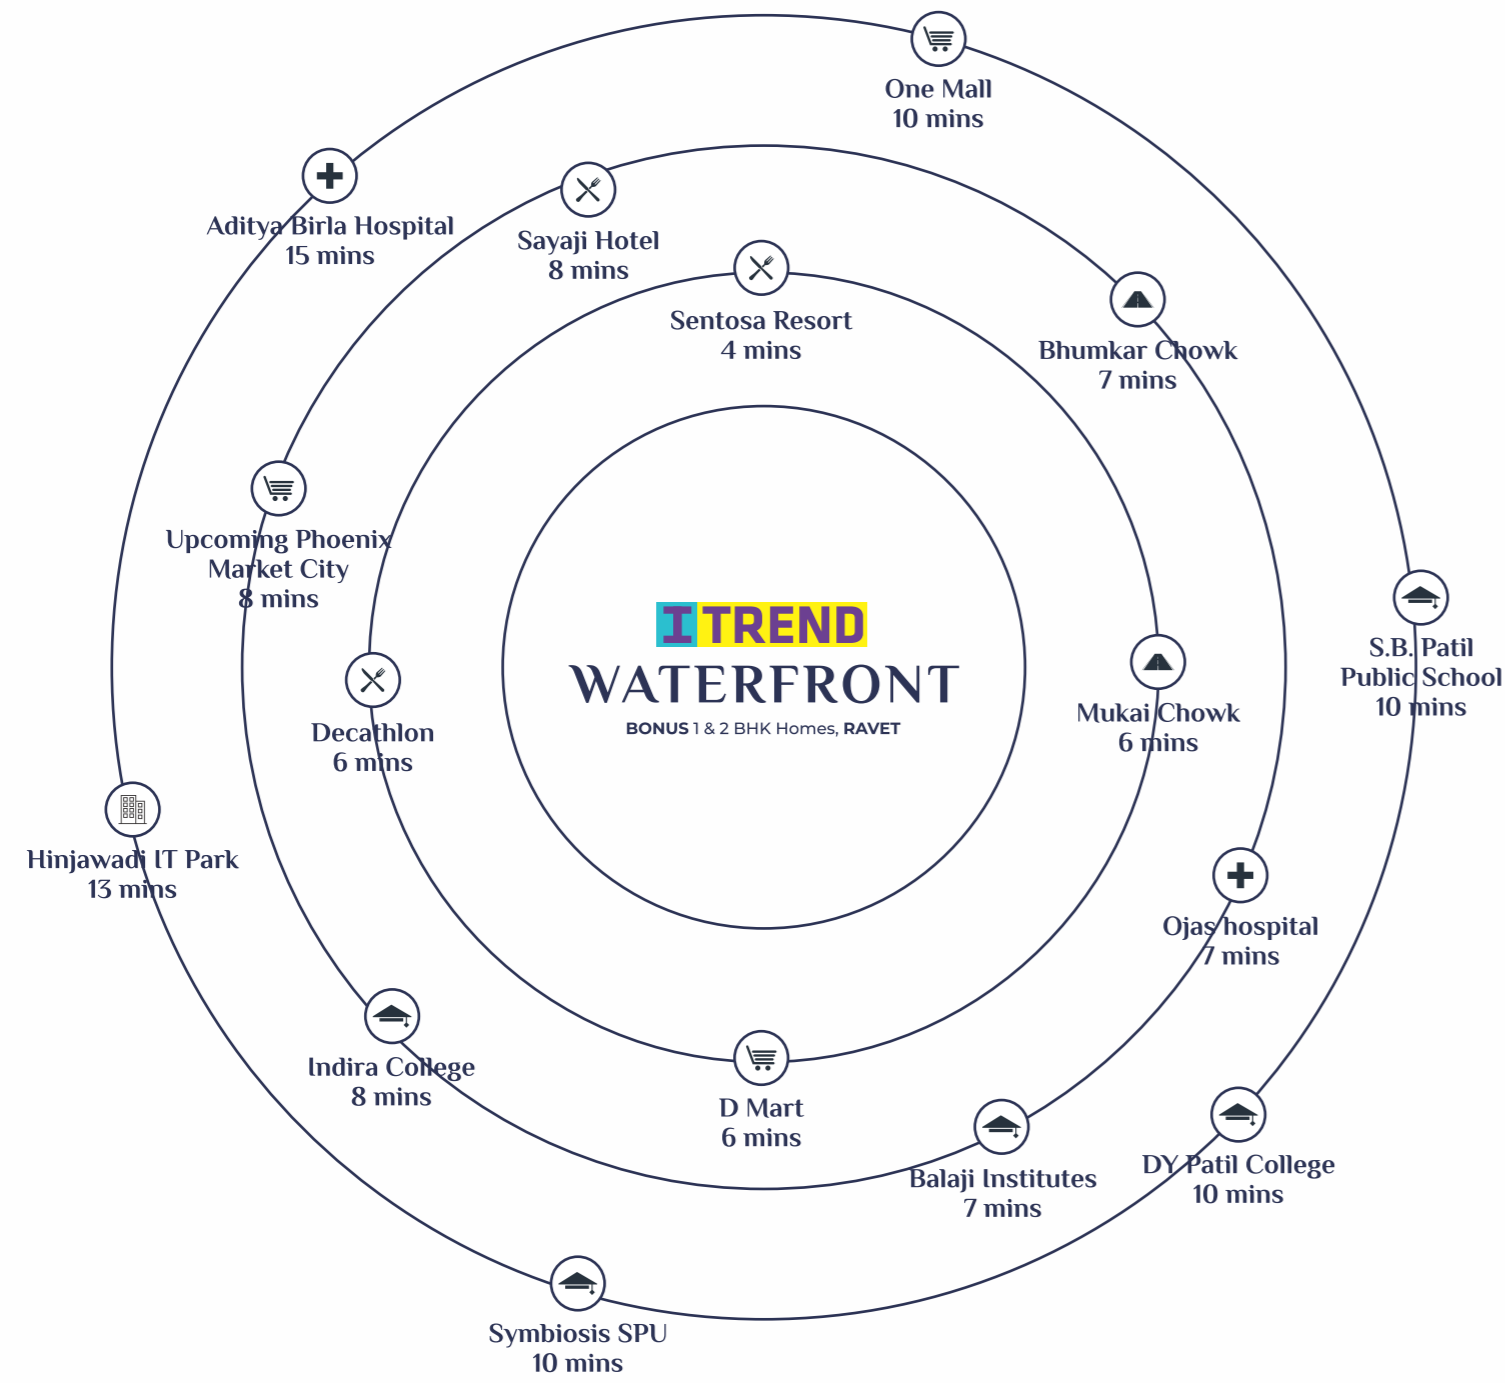 One Mall
10 mins
Aditya Birla Hospital
15 mins
Sayaji Hotel
8 mins
Sentosa Resort
4 mins
Bhumkar Chowk
7 mins
Upcoming Phoenix
Market City
8 mins
I TREND
WATERFRONT
BONUS 1 & 2 BHK Homes, RAVET
S.B. Patil
Public School
10 mins
Decathlon
6 mins
Mukai Chowk
6 mins
Hinjawadi IT Park
13 mins
Ojas hospital
7 mins
Indira College
8 mins
D Mart
6 mins
Balaji Institutes
7 mins
DY Patil College
10 mins
Symbiosis SPU
10 mins